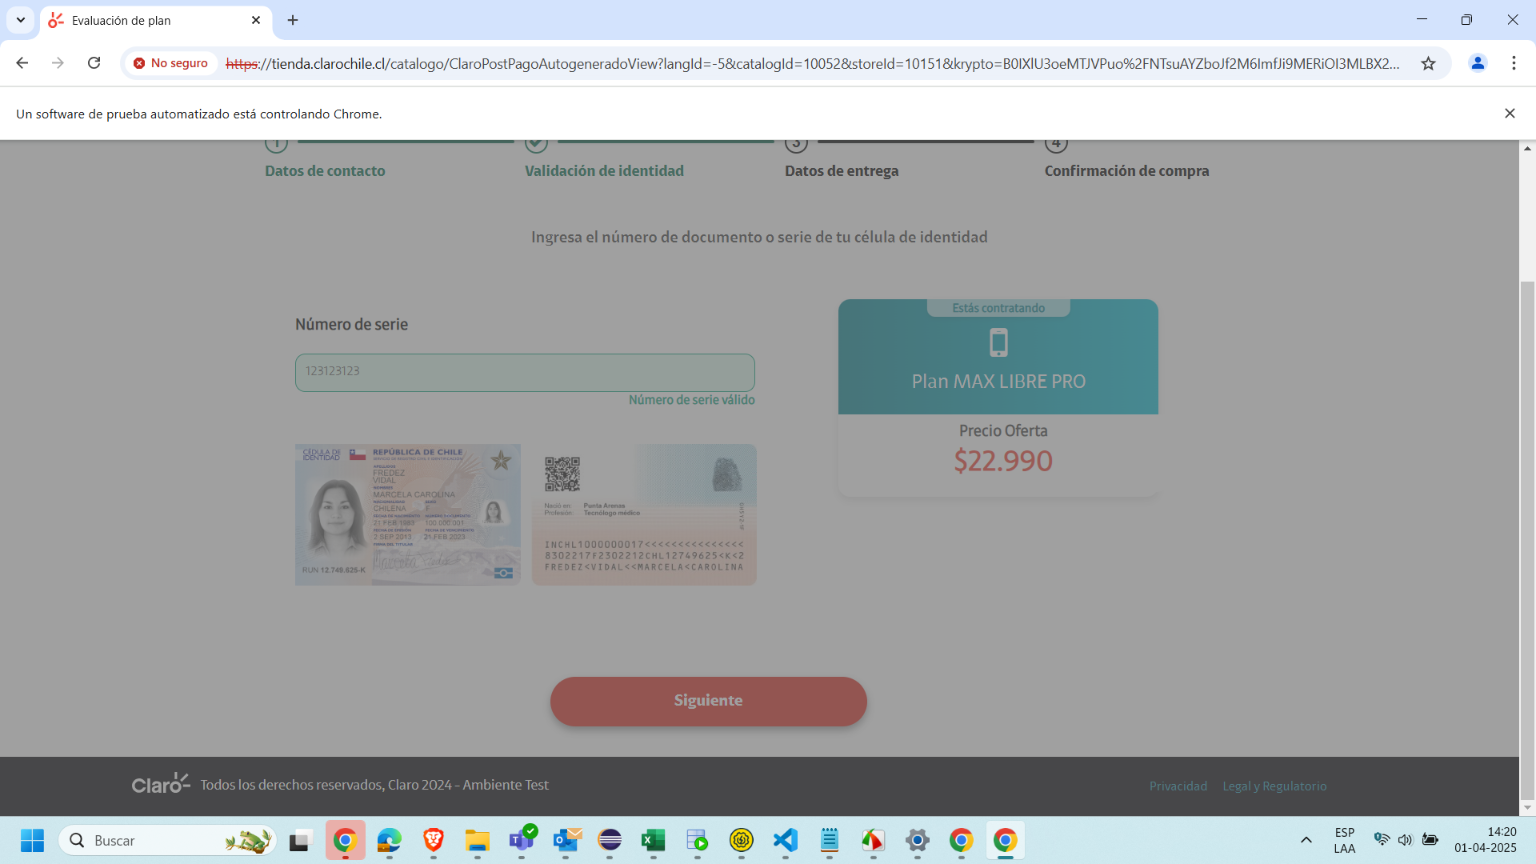 Evaluación de plan
No seguro
https://tienda.clarochile.cl/catalogo/ClaroPostPagoAutogeneradoView?langId=-5&catalogId=10052&storeId=10151&krypto=B0IXlU3oeMTJVPuo%2FNTsuAYZboJf2M6ImfJi9MERiOI3MLBX2...
Un software de prueba automatizado está controlando Chrome.
1
3
4
Datos de contacto
Validación de identidad
Datos de entrega
Confirmación de compra
Ingresa el número de documento o serie de tu célula de identidad
Número de serie
123123123
Número de serie válido
CÉDULA DE IDENTIDAD
REPÚBLICA DE CHILE
FREDEZ
VIDAL
MARCELA CAROLINA
CHILENA
F
21 FEB 1983
100.000.001
2 SEP 2013
21 FEB 2023
RUN 12.749.625-K
Nació en: Punta Arenas
Profesión: Tecnólogo médico
INCHL1000000017<<<<<<<<<<<<<<<
8302217F2302212CHL12749625<K<2
FREDEZ<VIDAL<<MARCELA<CAROLINA
Estás contratando
Plan MAX LIBRE PRO
Precio Oferta
$22.990
Siguiente
Claro
Todos los derechos reservados, Claro 2024 - Ambiente Test
Privacidad
Legal y Regulatorio
Buscar
ESP
LAA
14:20
01-04-2025